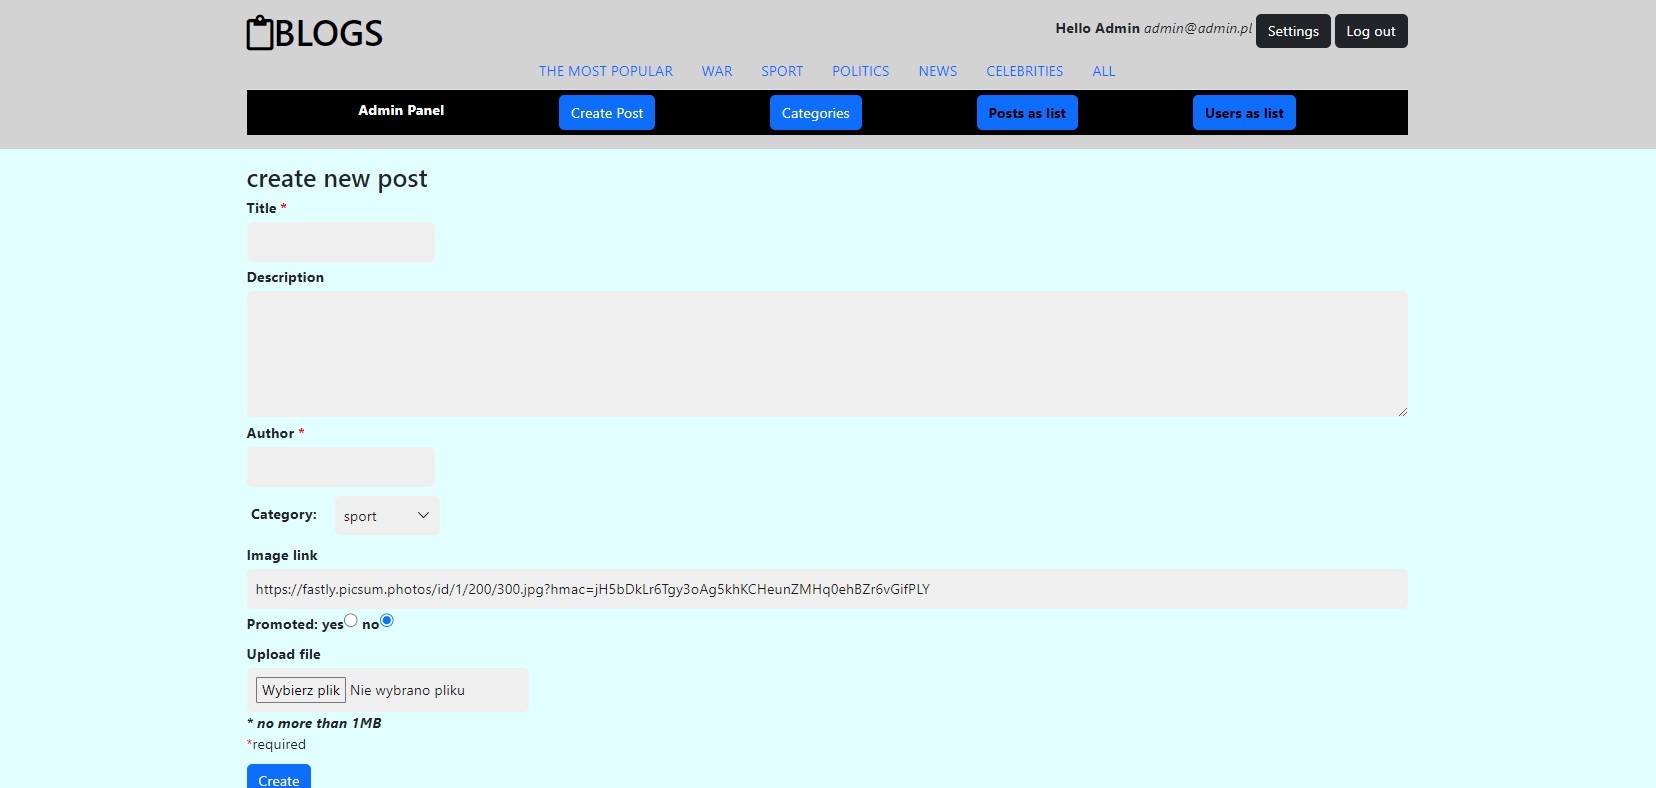 BLOGS
Hello Admin admin@admin.pl Settings Log out
THE MOST POPULAR WAR SPORT POLITICS NEWS CELEBRITIES ALL
Admin Panel Create Post Categories Posts as list Users as list
create new post
Title *
Description
Author *
Category: sport
Image link
https://fastly.picsum.photos/id/1/200/300.jpg?hmac=jH5bDkLr6Tgy3oAg5khKCHeunZMHq0ehBZr6vGifPLY
Promoted: yes no
Upload file
Wybierz plik Nie wybrano pliku
* no more than 1MB
*required
Create